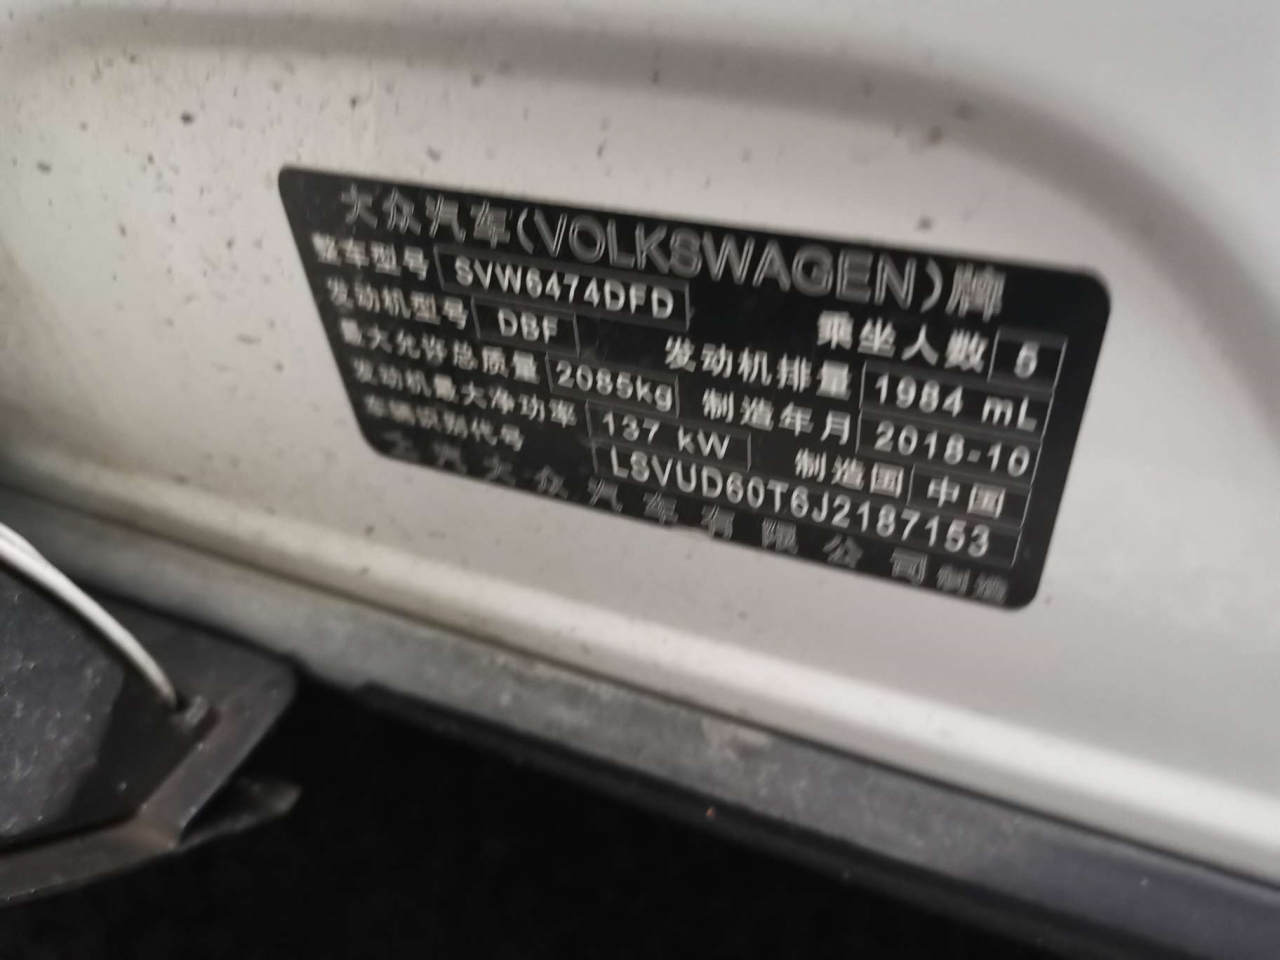 大众汽车(VOLKSWAGEN)牌
整车型号 SVW6474DFD 乘坐人数 5
发动机型号 DBF 发动机排量 1984 mL
最大允许总质量 2085kg 制造年月 2018-10
发动机最大净功率 137 kW 制造国 中国
车辆识别代号 LSVUD60T6J2187153
上汽大众汽车有限公司制造